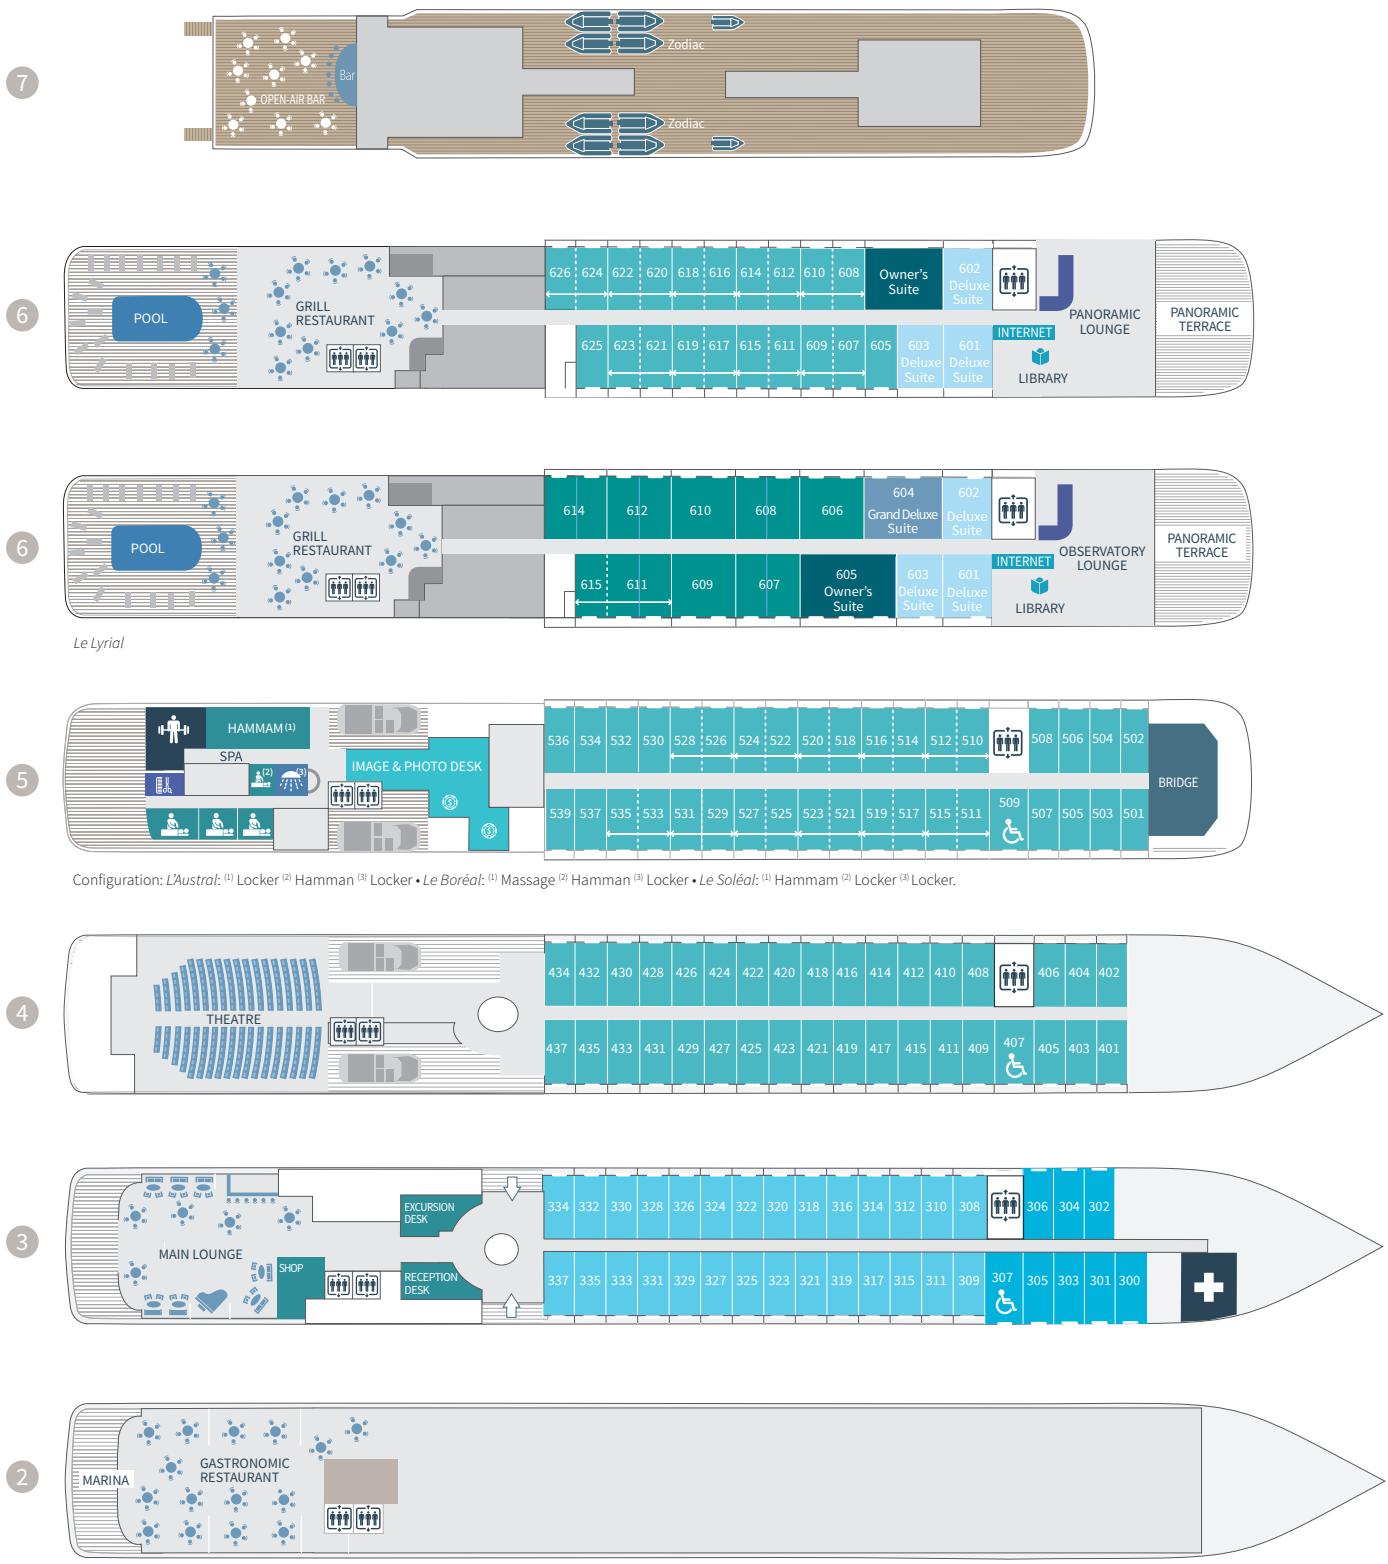 7
Bar
OPEN-AIR BAR
Zodiac
Zodiac
6
POOL
GRILL
RESTAURANT
626 624 622 620 618 616 614 612 610 608
Owner's
Suite
602
Deluxe
Suite
625 623 621 619 617 615 611 609 607 605
603
Deluxe
Suite
601
Deluxe
Suite
INTERNET
LIBRARY
PANORAMIC
LOUNGE
PANORAMIC
TERRACE
6
POOL
GRILL
RESTAURANT
614 612 610 608 606
604
Grand Deluxe
Suite
602
Deluxe
Suite
615 611 609 607
605
Owner's
Suite
603
Deluxe
Suite
601
Deluxe
Suite
INTERNET
LIBRARY
OBSERVATORY
LOUNGE
PANORAMIC
TERRACE
Le Lyrial
5
HAMMAM (1)
SPA
(2)
(3)
IMAGE & PHOTO DESK
536 534 532 530 528 526 524 522 520 518 516 514 512 510 508 506 504 502
539 537 535 533 531 529 527 525 523 521 519 517 515 511 509 507 505 503 501
BRIDGE
Configuration: L'Austral: (1) Locker (2) Hamman (3) Locker • Le Boréal: (1) Massage (2) Hamman (3) Locker • Le Soléal: (1) Hammam (2) Locker (3) Locker.
4
THEATRE
434 432 430 428 426 424 422 420 418 416 414 412 410 408 406 404 402
437 435 433 431 429 427 425 423 421 419 417 415 411 409 407 405 403 401
3
MAIN LOUNGE
SHOP
EXCURSION
DESK
RECEPTION
DESK
334 332 330 328 326 324 322 320 318 316 314 312 310 308 306 304 302
337 335 333 331 329 327 325 323 321 319 317 315 311 309 307 305 303 301 300
2
MARINA
GASTRONOMIC
RESTAURANT